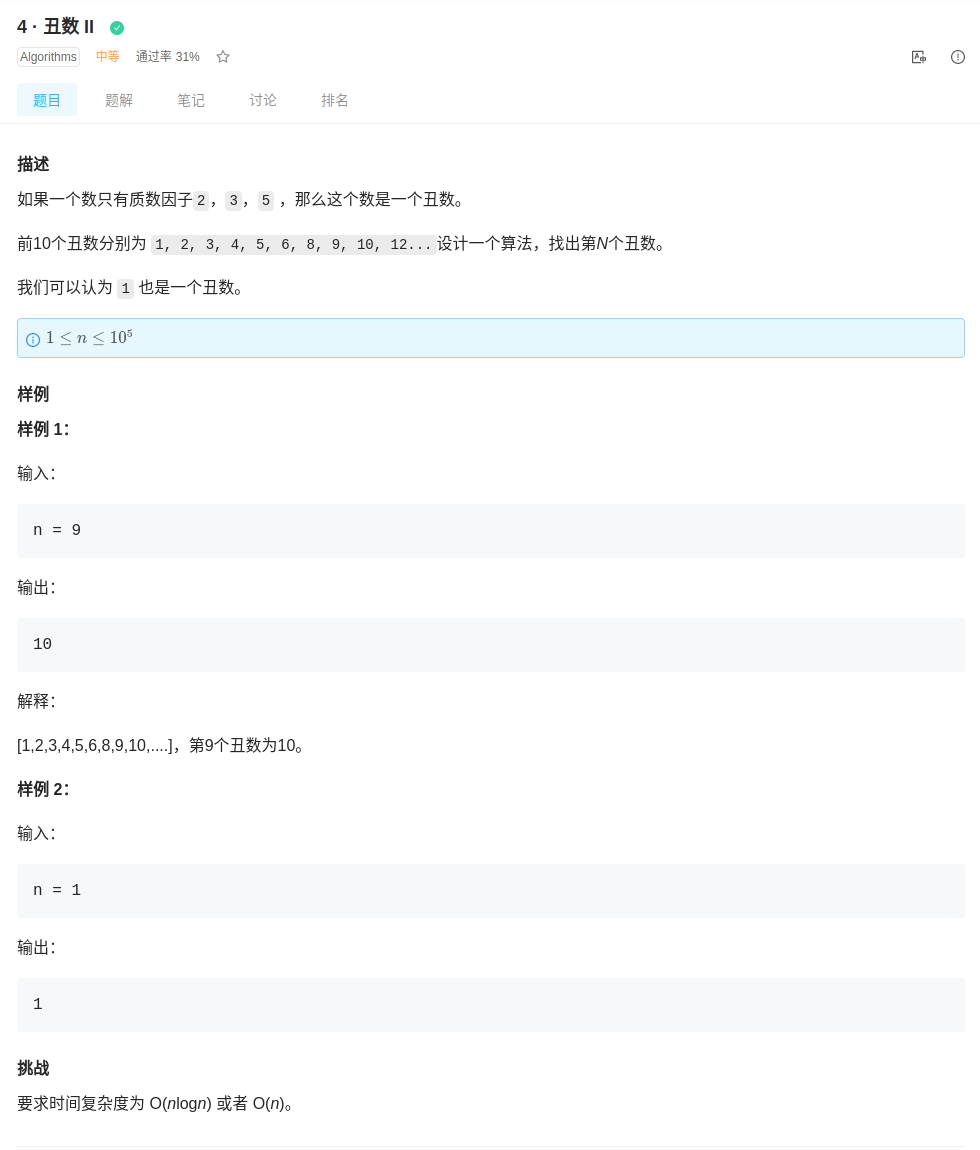 4 · 丑数 II
Algorithms 中等 通过率 31%
题目 题解 笔记 讨论 排名
描述
如果一个数只有质数因子2，3，5 ，那么这个数是一个丑数。
前10个丑数分别为 1, 2, 3, 4, 5, 6, 8, 9, 10, 12...设计一个算法，找出第N个丑数。
我们可以认为 1 也是一个丑数。
1 ≤ n ≤ 10⁵
样例
样例 1：
输入：
n = 9
输出：
10
解释：
[1,2,3,4,5,6,8,9,10,....]，第9个丑数为10。
样例 2：
输入：
n = 1
输出：
1
挑战
要求时间复杂度为 O(nlogn) 或者 O(n)。